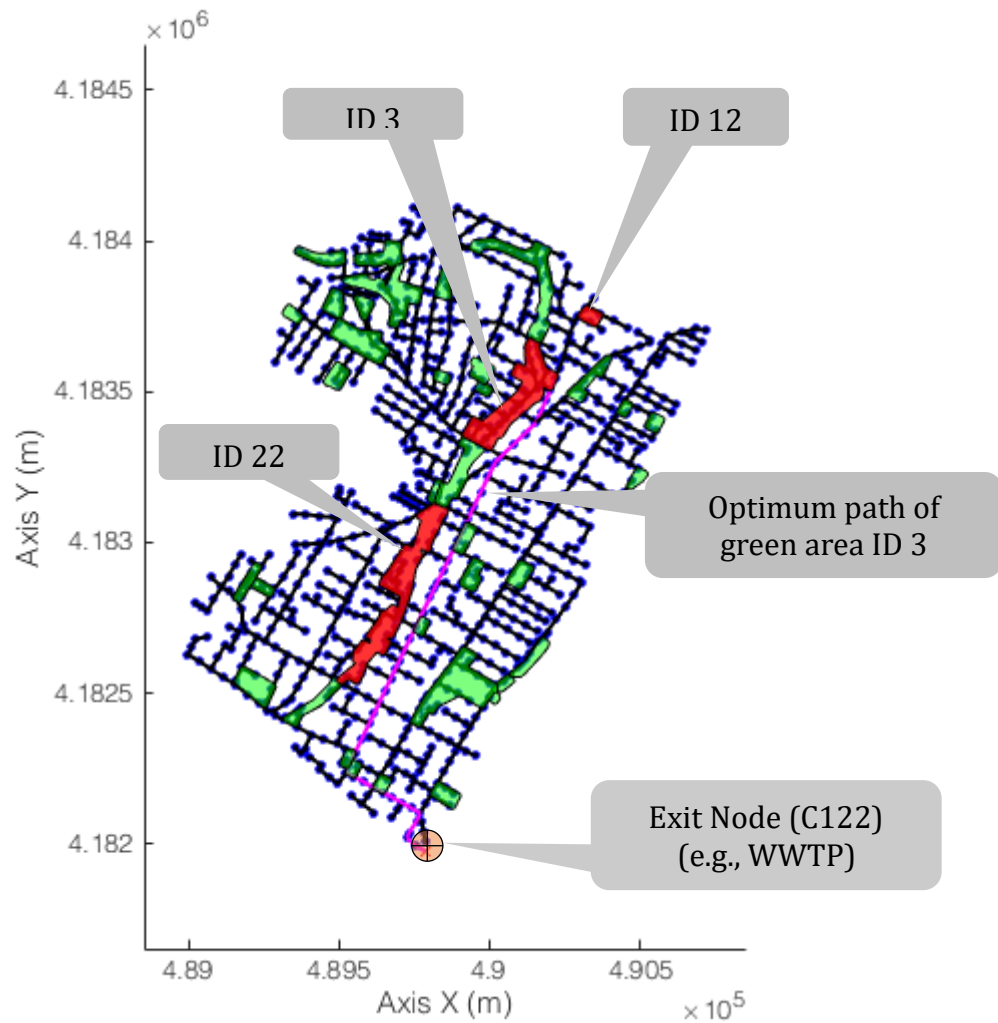 × 10⁶
4.1845
4.184
4.1835
4.183
4.1825
4.182
Axis Y (m)
ID 3
ID 12
ID 22
Optimum path of
green area ID 3
Exit Node (C122)
(e.g., WWTP)
4.89
4.895
4.9
4.905
Axis X (m)
× 10⁵